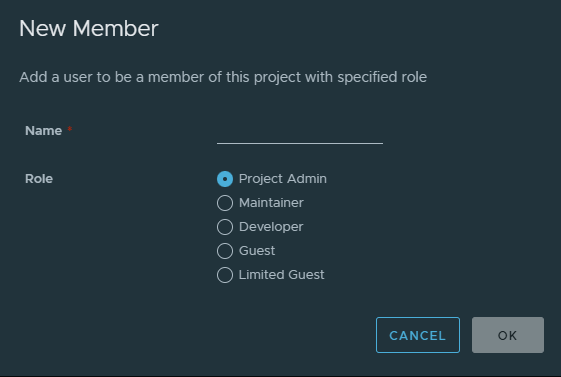 New Member
Add a user to be a member of this project with specified role
Name *
Role
Project Admin
Maintainer
Developer
Guest
Limited Guest
CANCEL
OK